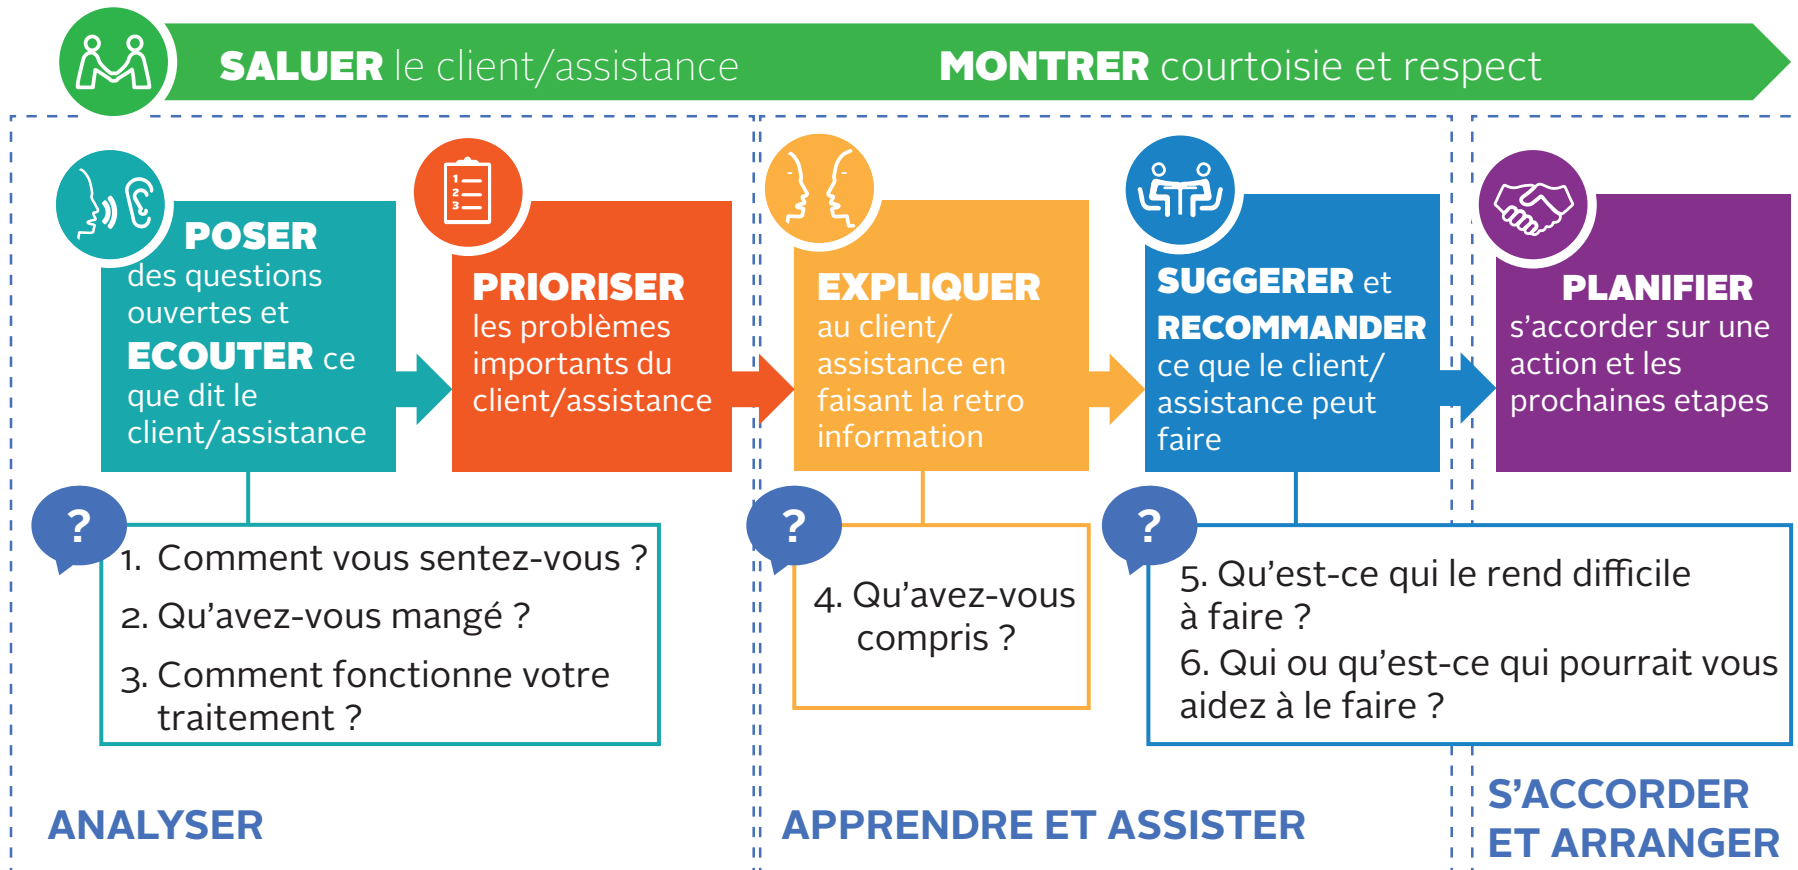 SALUER le client/assistance
MONTRER courtoisie et respect
POSER
des questions
ouvertes et
ECOUTER ce
que dit le
client/assistance
1
2
3
PRIORISER
les problèmes
importants du
client/assistance
EXPLIQUER
au client/
assistance en
faisant la retro
information
SUGGERER et
RECOMMANDER
ce que le client/
assistance peut
faire
PLANIFIER
s’accorder sur une
action et les
prochaines etapes
?
1. Comment vous sentez-vous ?
2. Qu’avez-vous mangé ?
3. Comment fonctionne votre
traitement ?
?
4. Qu’avez-vous
compris ?
?
5. Qu’est-ce qui le rend difficile
à faire ?
6. Qui ou qu’est-ce qui pourrait vous
aidez à le faire ?
ANALYSER
APPRENDRE ET ASSISTER
S’ACCORDER
ET ARRANGER